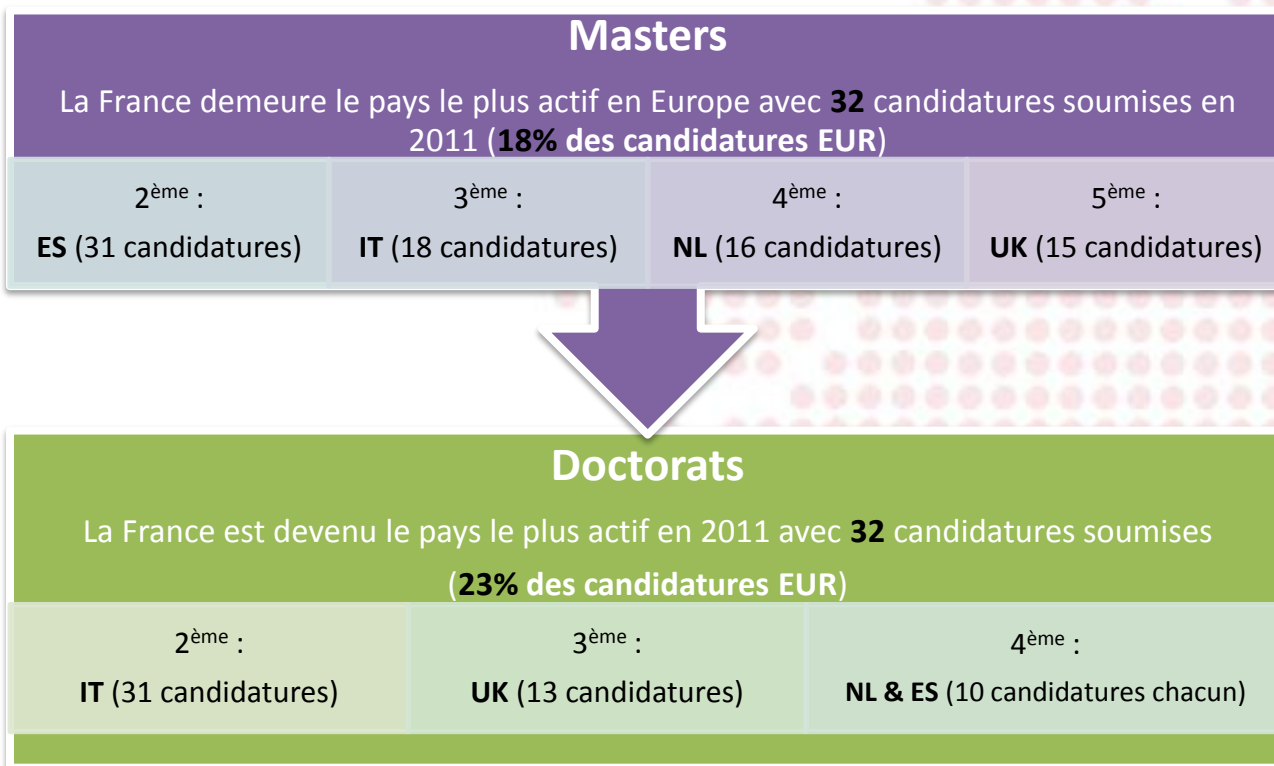 Masters
La France demeure le pays le plus actif en Europe avec 32 candidatures soumises en
2011 (18% des candidatures EUR)
2ème :
ES (31 candidatures)
3ème :
IT (18 candidatures)
4ème :
NL (16 candidatures)
5ème :
UK (15 candidatures)
Doctorats
La France est devenu le pays le plus actif en 2011 avec 32 candidatures soumises
(23% des candidatures EUR)
2ème :
IT (31 candidatures)
3ème :
UK (13 candidatures)
4ème :
NL & ES (10 candidatures chacun)